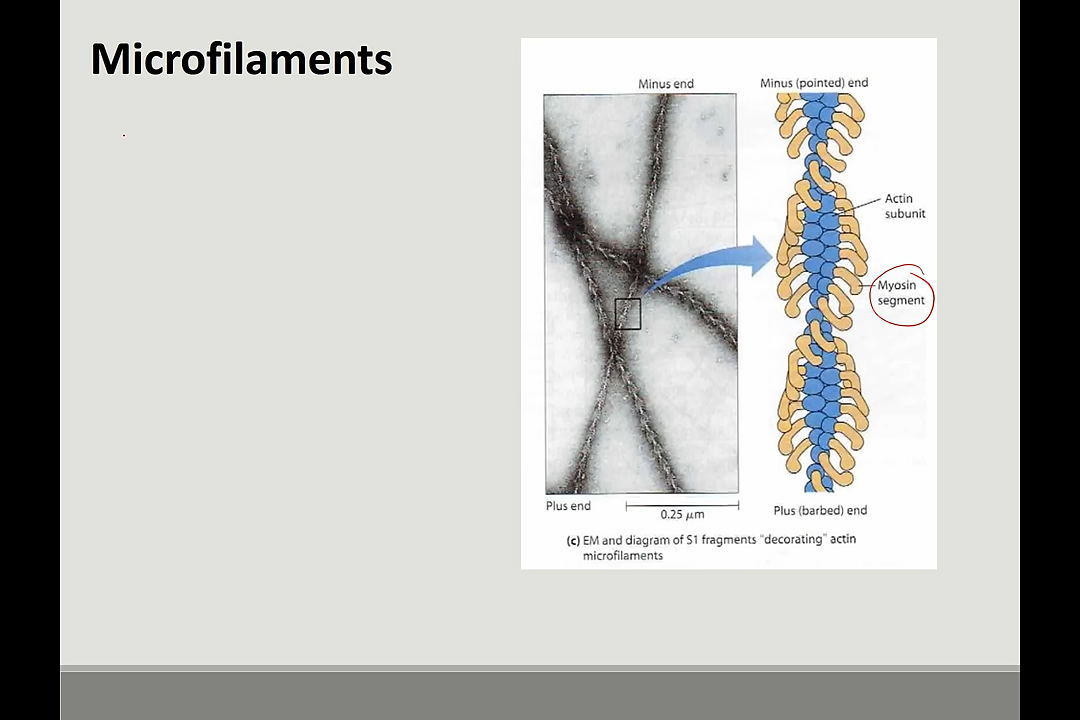 Microfilaments
Minus end
Minus (pointed) end
Actin
subunit
Myosin
segment
Plus end
0.25 μm
Plus (barbed) end
(c) EM and diagram of S1 fragments "decorating" actin
microfilaments